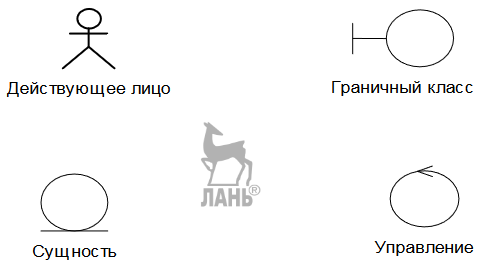 Действующее лицо
Граничный класс
ЛАНЬ®
Сущность
Управление